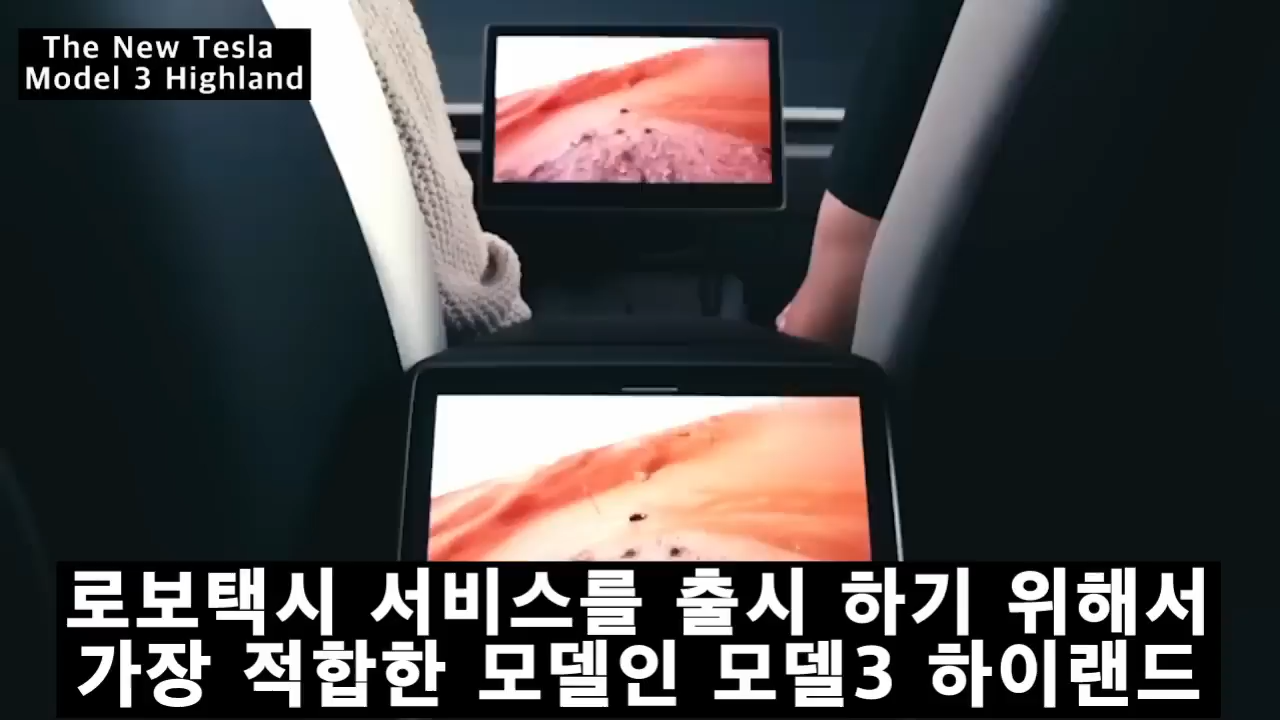 The New Tesla
Model 3 Highland
로보택시 서비스를 출시 하기 위해서
가장 적합한 모델인 모델3 하이랜드